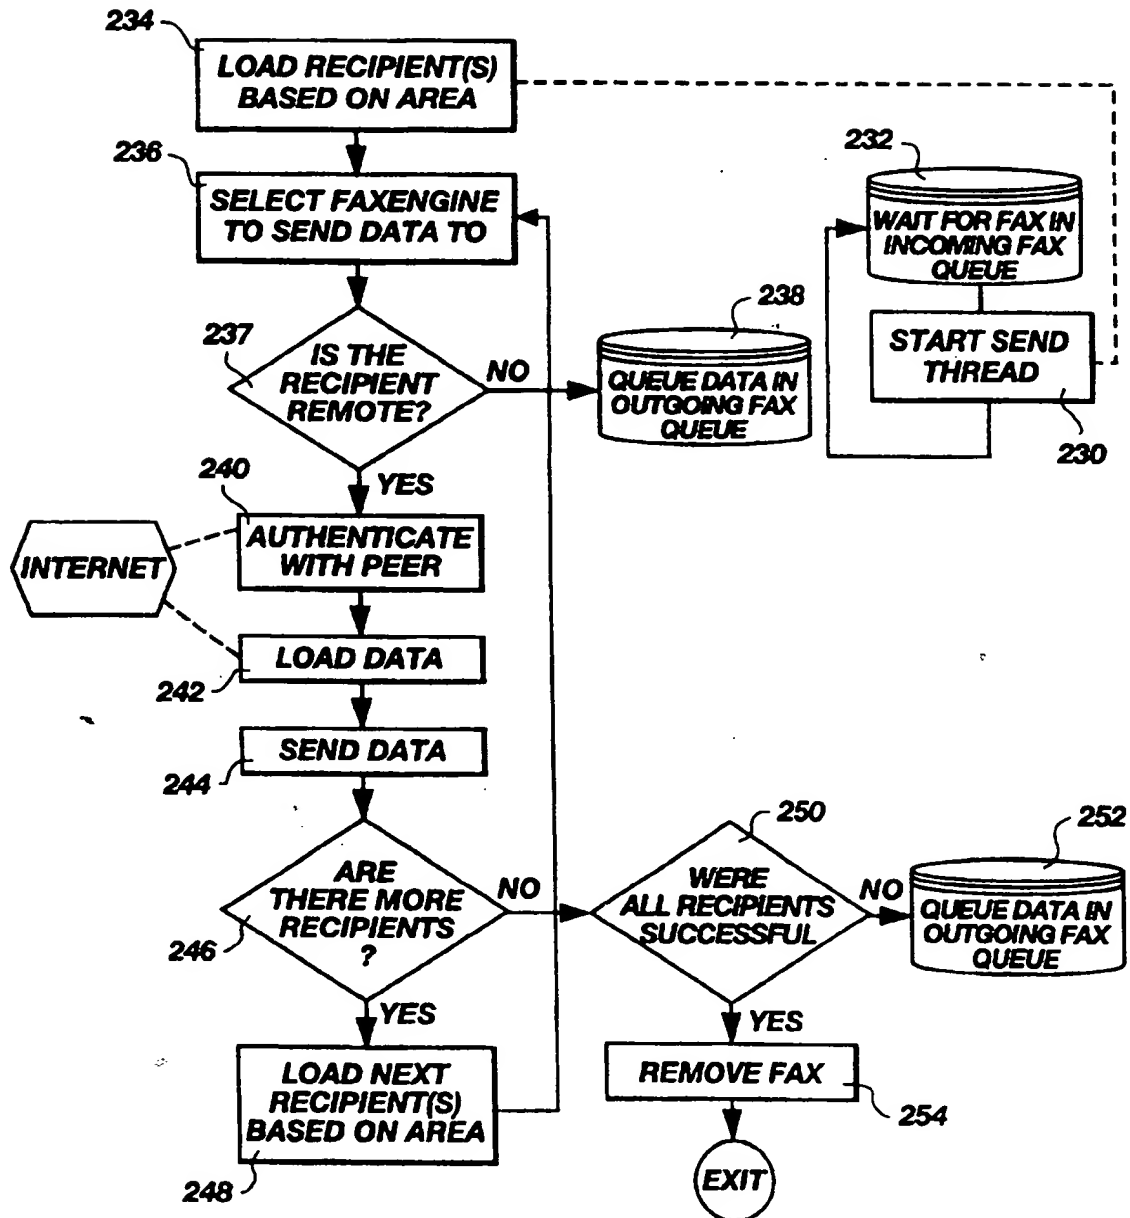 234
LOAD RECIPIENT(S)
BASED ON AREA
236
SELECT FAXENGINE
TO SEND DATA TO
232
WAIT FOR FAX IN
INCOMING FAX
QUEUE
START SEND
THREAD
230
237
IS THE
RECIPIENT
REMOTE?
NO
238
QUEUE DATA IN
OUTGOING FAX
QUEUE
YES
240
AUTHENTICATE
WITH PEER
INTERNET
LOAD DATA
242
SEND DATA
244
ARE
THERE MORE
RECIPIENTS
?
246
NO
250
WERE
ALL RECIPIENTS
SUCCESSFUL
NO
252
QUEUE DATA IN
OUTGOING FAX
QUEUE
YES
LOAD NEXT
RECIPIENT(S)
BASED ON AREA
248
YES
REMOVE FAX
254
EXIT